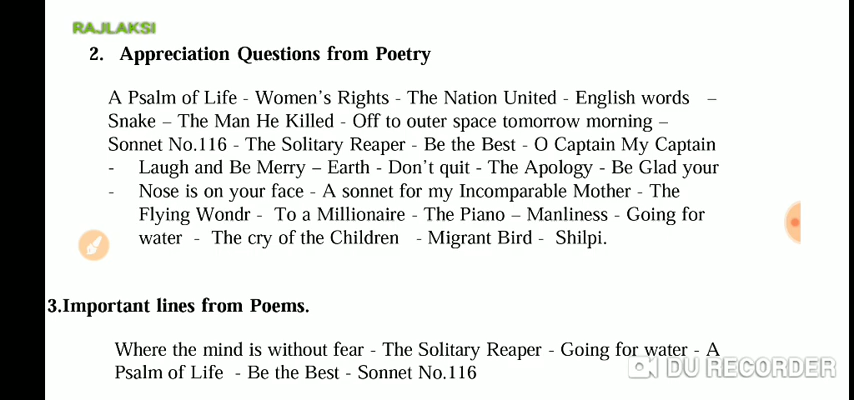 RAJLAKSI
2. Appreciation Questions from Poetry
A Psalm of Life - Women's Rights - The Nation United - English words –
Snake – The Man He Killed - Off to outer space tomorrow morning –
Sonnet No.116 - The Solitary Reaper - Be the Best - O Captain My Captain
- Laugh and Be Merry – Earth - Don't quit - The Apology - Be Glad your
- Nose is on your face - A sonnet for my Incomparable Mother - The
Flying Wondr - To a Millionaire - The Piano – Manliness - Going for
water - The cry of the Children - Migrant Bird - Shilpi.
3.Important lines from Poems.
Where the mind is without fear - The Solitary Reaper - Going for water - A
Psalm of Life - Be the Best - Sonnet No.116
DU RECORDER